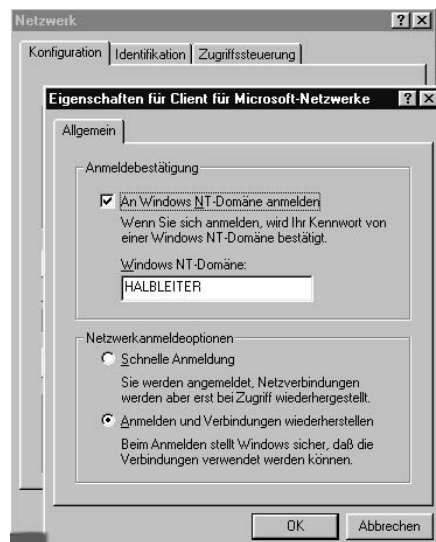 Netzwerk
Konfiguration Identifikation Zugriffssteuerung
Eigenschaften für Client für Microsoft-Netzwerke
Allgemein
Anmeldebestätigung
An Windows NT-Domäne anmelden
Wenn Sie sich anmelden, wird Ihr Kennwort von
einer Windows NT-Domäne bestätigt.
Windows NT-Domäne:
HALBLEITER
Netzwerkanmeldeoptionen
Schnelle Anmeldung
Sie werden angemeldet, Netzverbindungen
werden aber erst bei Zugriff wiederhergestellt.
Anmelden und Verbindungen wiederherstellen
Beim Anmelden stellt Windows sicher, daß die
Verbindungen verwendet werden können.
OK Abbrechen